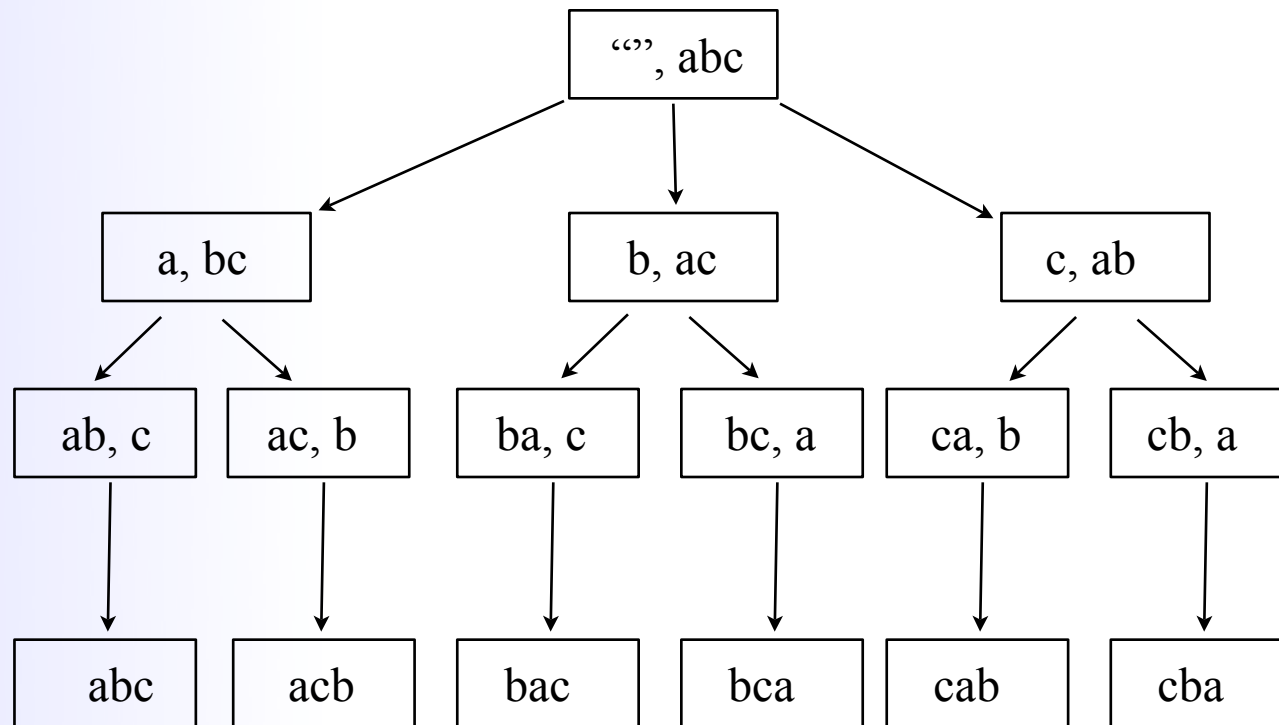 “”, abc
a, bc
b, ac
c, ab
ab, c
ac, b
ba, c
bc, a
ca, b
cb, a
abc
acb
bac
bca
cab
cba